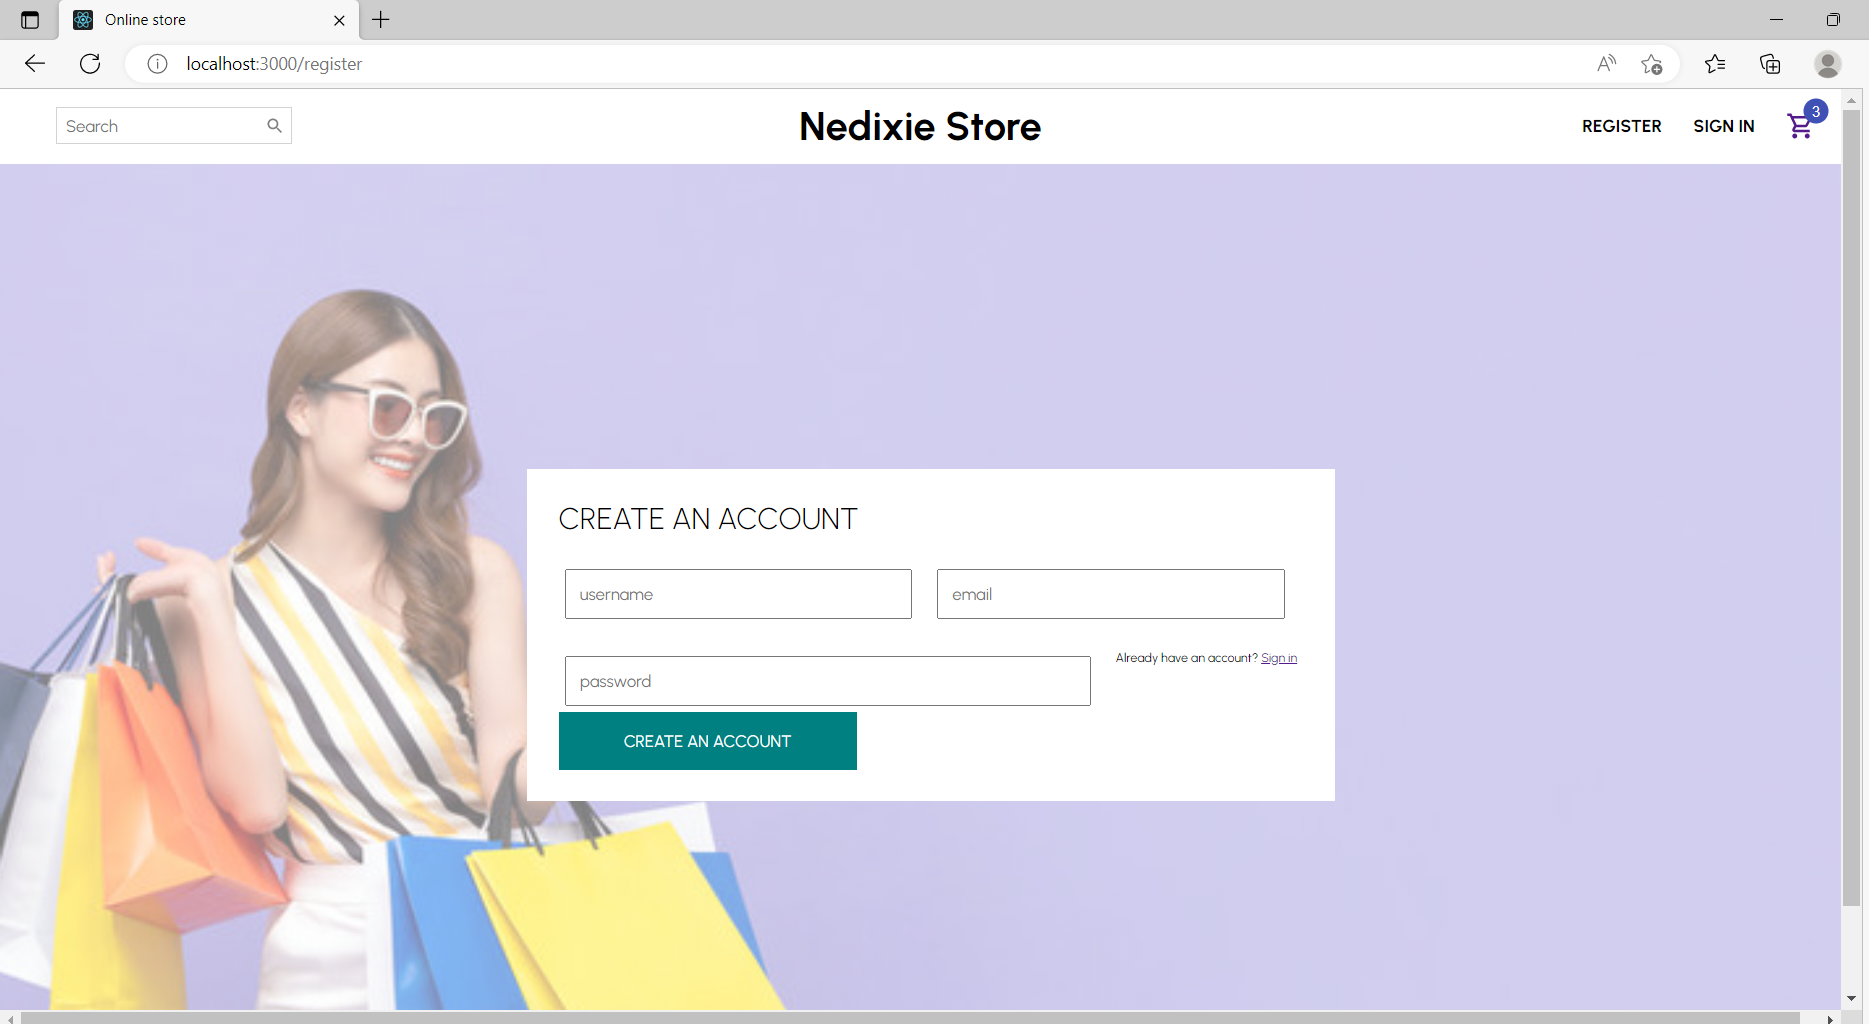 Online store
localhost:3000/register
Search
Nedixie Store
REGISTER
SIGN IN
3
CREATE AN ACCOUNT
username
email
password
Already have an account? Sign in
CREATE AN ACCOUNT